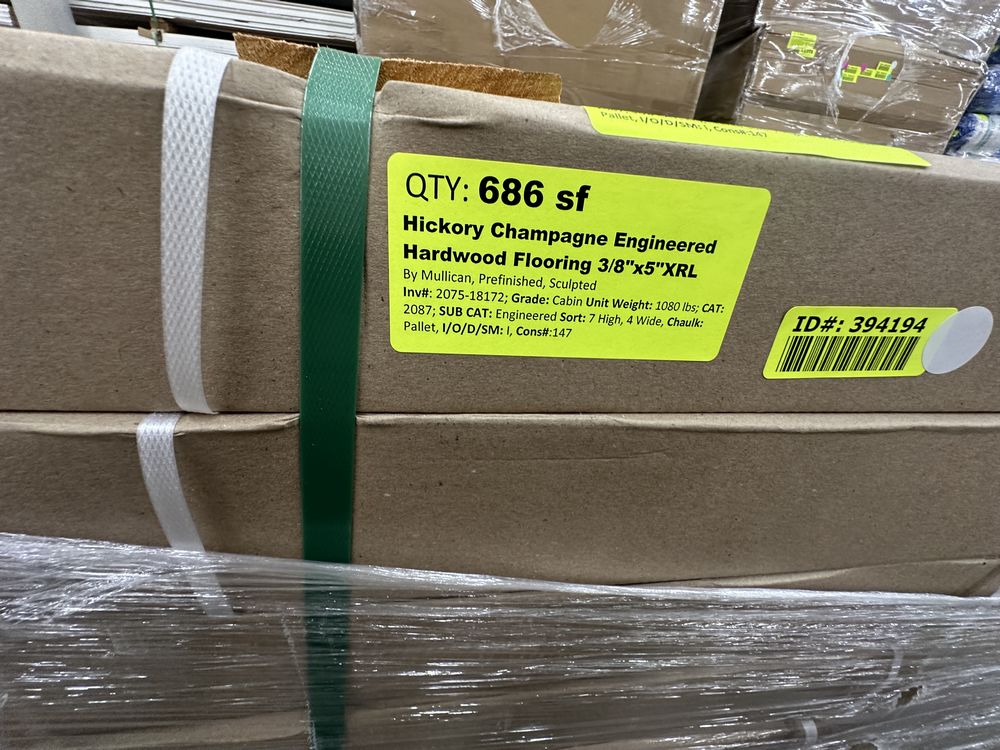 Pallet, I/O/D/SM: I, Cons#:147
QTY: 686 sf
Hickory Champagne Engineered
Hardwood Flooring 3/8"x5"XRL
By Mullican, Prefinished, Sculpted
Inv#: 2075-18172; Grade: Cabin Unit Weight: 1080 lbs; CAT:
2087; SUB CAT: Engineered Sort: 7 High, 4 Wide, Chaulk:
Pallet, I/O/D/SM: I, Cons#:147
ID#: 394194